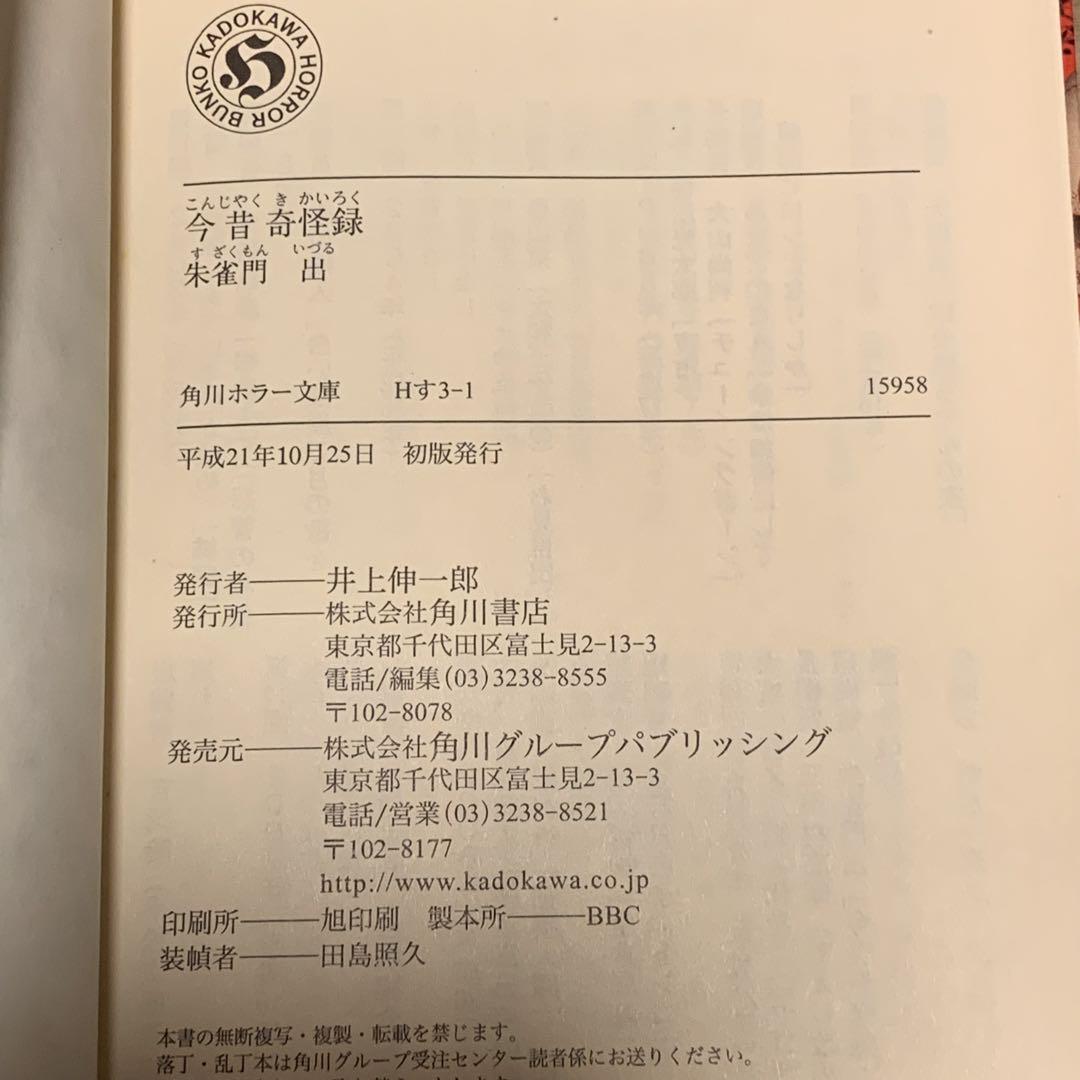 KADOKAWA HORROR BUNKO
H
こんじやく き かいろく
今昔奇怪録
す ざくもん いづる
朱雀門 出
角川ホラー文庫 Hす3-1 15958
平成21年10月25日 初版発行
発行者――井上伸一郎
発行所――株式会社角川書店
東京都千代田区富士見2-13-3
電話/編集(03)3238-8555
〒102-8078
発売元――株式会社角川グループパブリッシング
東京都千代田区富士見2-13-3
電話/営業(03)3238-8521
〒102-8177
http://www.kadokawa.co.jp
印刷所――旭印刷 製本所――BBC
装幀者――田島照久
本書の無断複写・複製・転載を禁じます。
落丁・乱丁本は角川グループ受注センター読者係にお送りください。